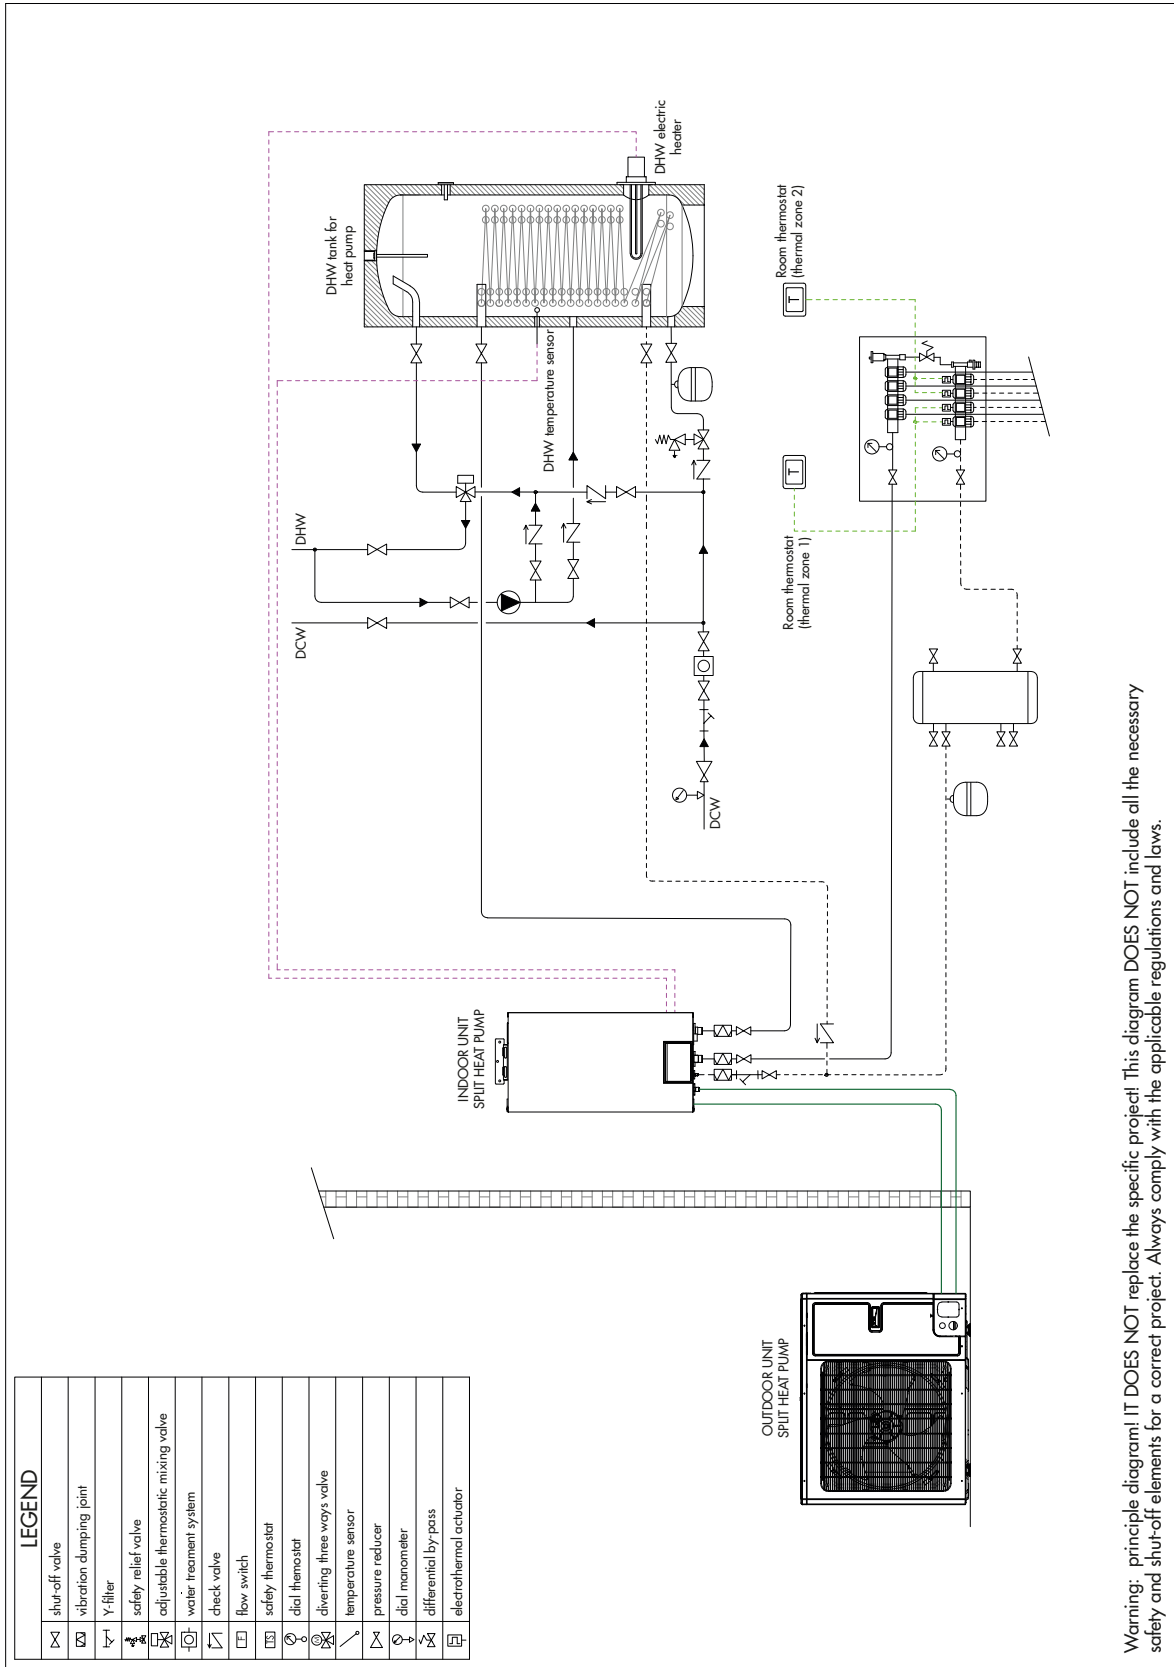 LEGEND
shut-off valve
vibration dumping joint
Y-filter
safety relief valve
adjustable thermostatic mixing valve
water treament system
check valve
F
flow switch
TS
safety thermostat
dial themostat
M
diverting three ways valve
temperature sensor
pressure reducer
dial manometer
differential by-pass
electrothermal actuator
OUTDOOR UNIT
SPLIT HEAT PUMP
INDOOR UNIT
SPLIT HEAT PUMP
DCW
DHW
DCW
DHW tank for
heat pump
DHW temperature sensor
DHW electric
heater
Room thermostat
(thermal zone 1)
T
Room thermostat
(thermal zone 2)
T
Warning: principle diagram! IT DOES NOT replace the specific project! This diagram DOES NOT include all the necessary
safety and shut-off elements for a correct project. Always comply with the applicable regulations and laws.